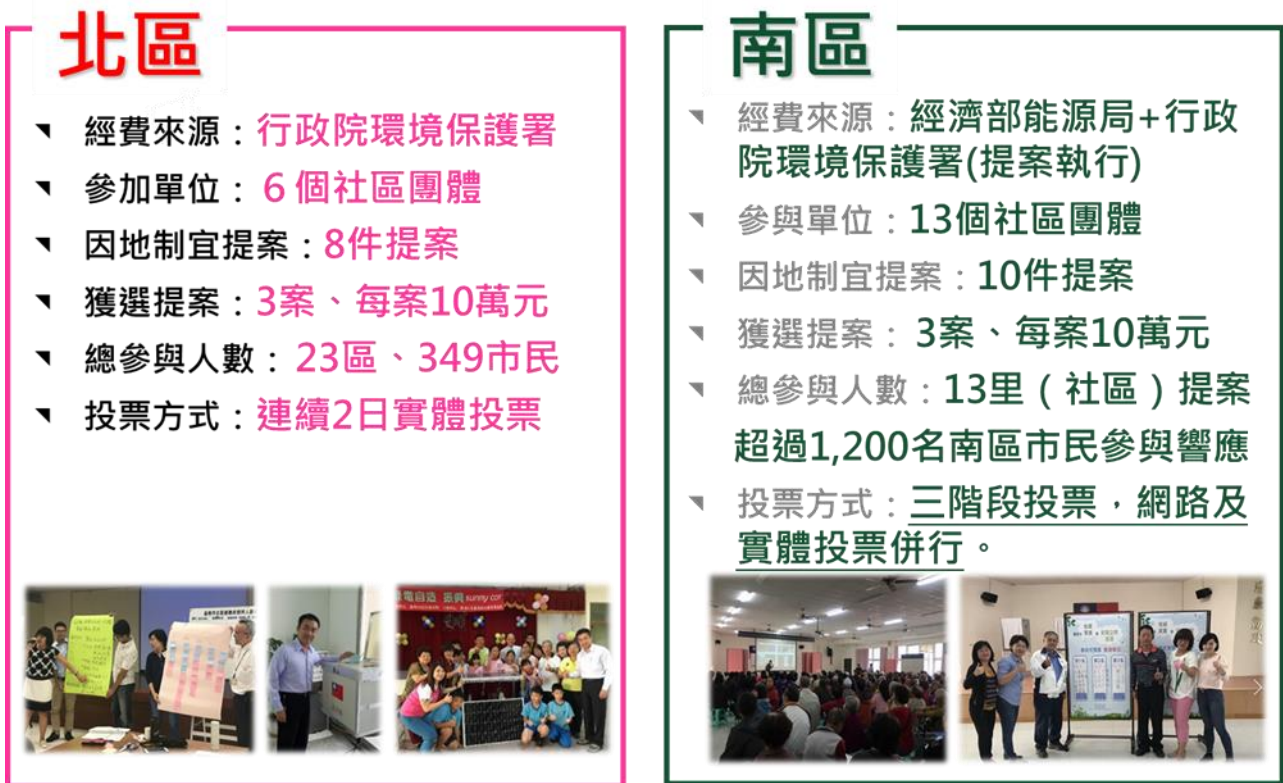 北區
經費來源：行政院環境保護署
參加單位： 6 個社區團體
因地制宜提案：8件提案
獲選提案：3案、每案10萬元
總參與人數： 23區、349市民
投票方式：連續2日實體投票
自造 振興 sunny car
南區
經費來源：經濟部能源局+行政
院環境保護署(提案執行)
參與單位：13個社區團體
因地制宜提案：10件提案
獲選提案： 3案、每案10萬元
總參與人數：13里（社區）提案
超過1,200名南區市民參與響應
投票方式：三階段投票，網路及
實體投票併行。